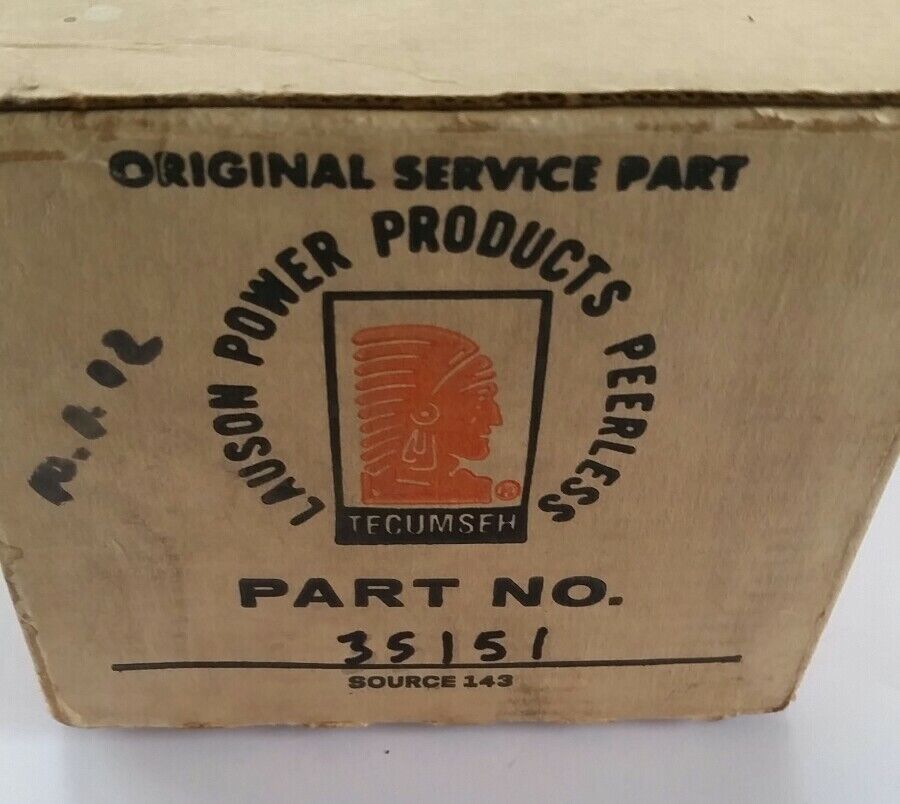 ORIGINAL SERVICE PART
LAUSON POWER PRODUCTS PEERLESS
®
TECUMSEH
PART NO.
35151
SOURCE 143